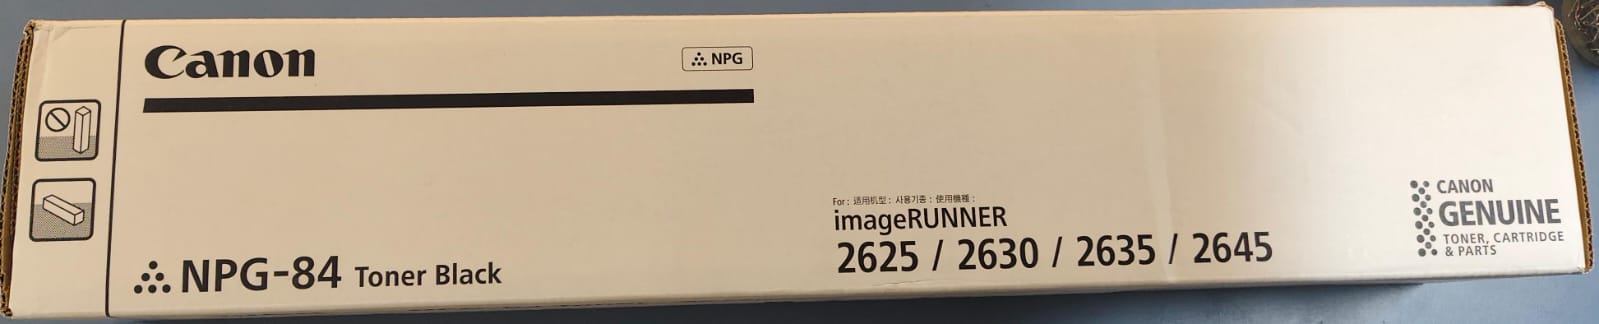 Canon
NPG
NPG-84 Toner Black
For : 适用机型 : 사용기종 : 使用機種 :
imageRUNNER
2625 / 2630 / 2635 / 2645
CANON
GENUINE
TONER, CARTRIDGE
& PARTS